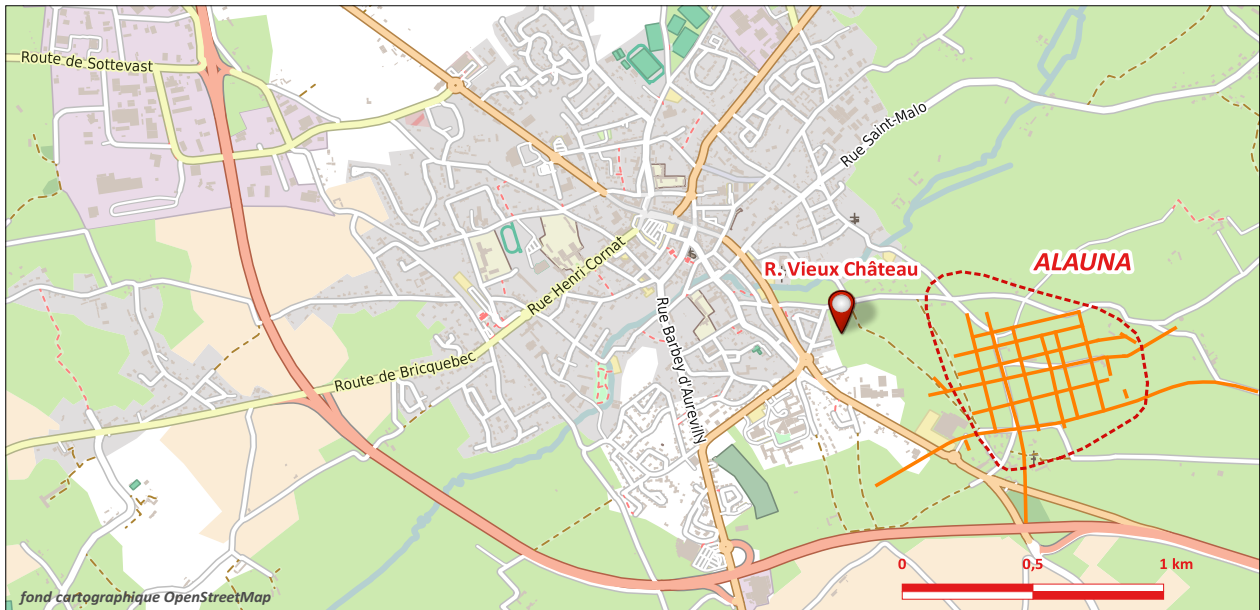 Route de Sottevast
Rue Saint-Malo
R. Vieux Château
ALAUNA
Rue Henri Cornat
Rue Barbey d'Aurevilly
Route de Bricquebec
0
0,5
1 km
fond cartographique OpenStreetMap